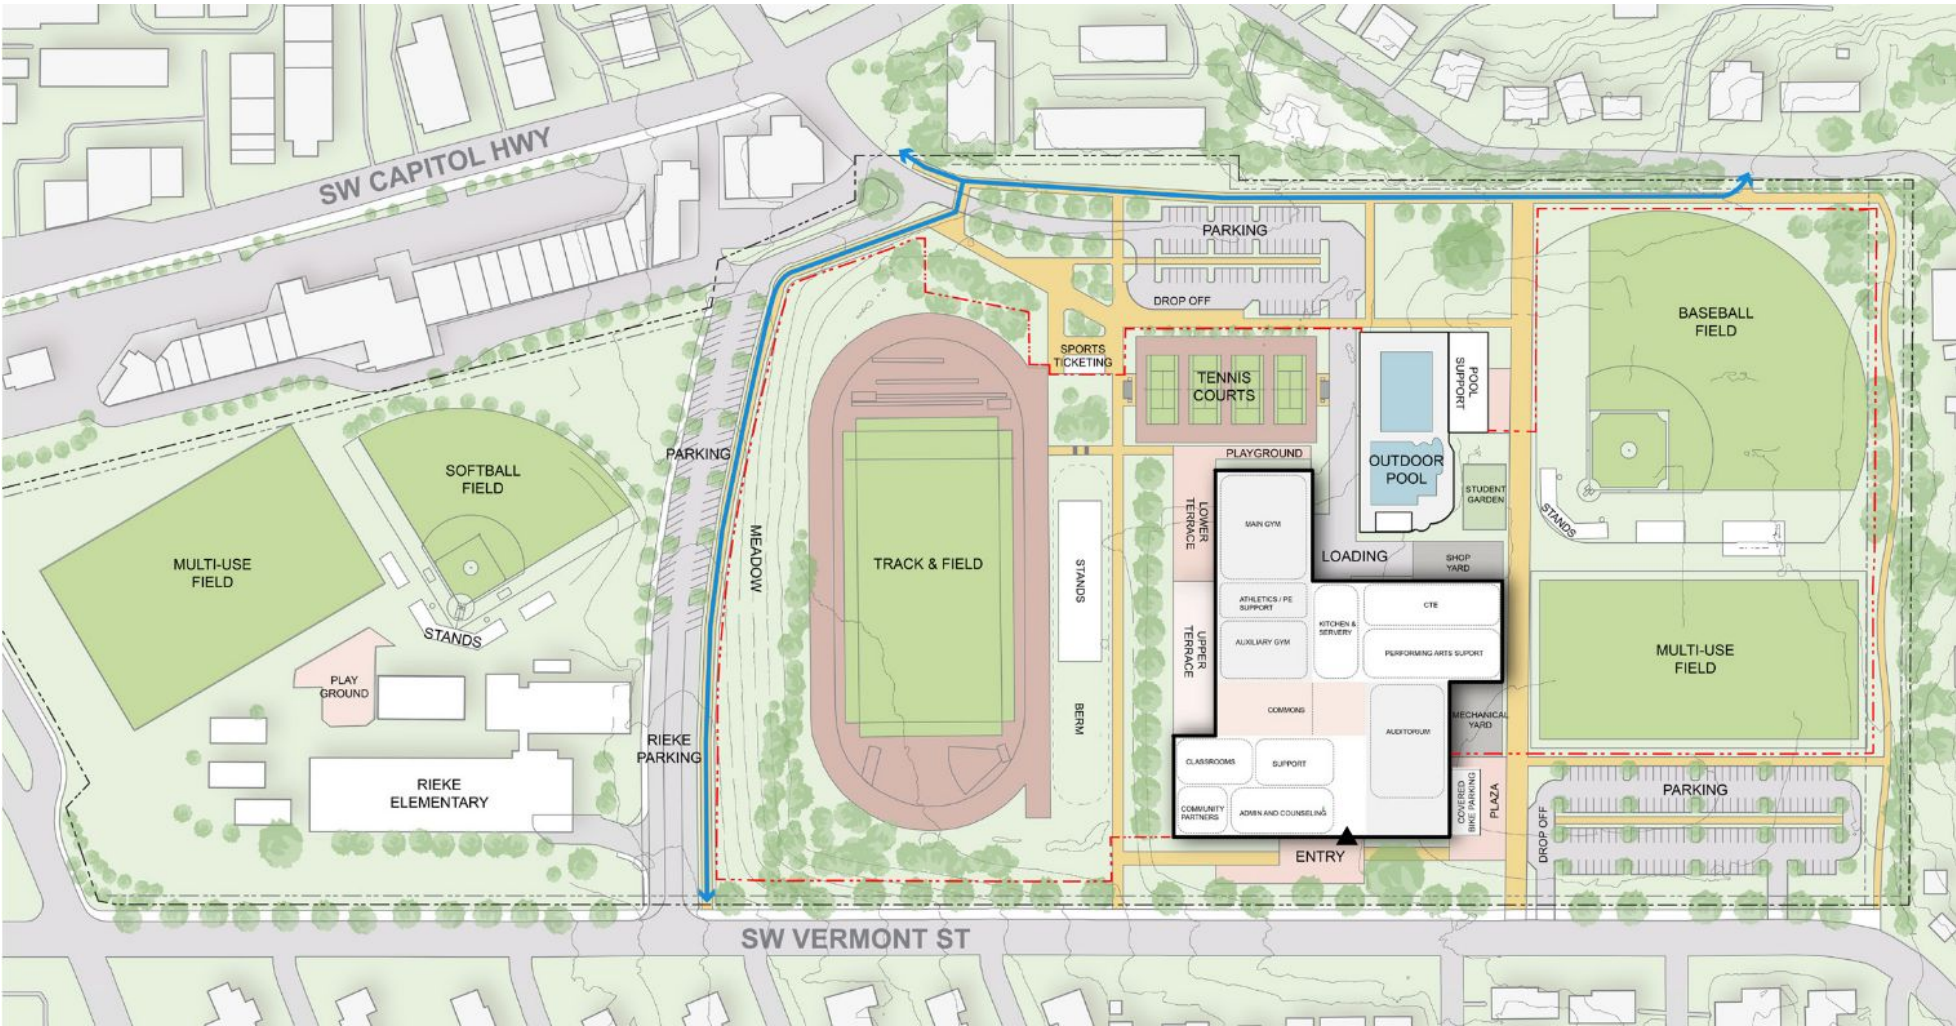 SW CAPITOL HWY
PARKING
DROP OFF
BASEBALL
FIELD
SPORTS
TICKETING
TENNIS
COURTS
POOL
SUPPORT
PARKING
PLAYGROUND
OUTDOOR
POOL
STUDENT
GARDEN
SOFTBALL
FIELD
MULTI-USE
FIELD
STANDS
MEADOW
TRACK & FIELD
STANDS
BERM
LOWER
TERRACE
UPPER
TERRACE
MAIN GYM
LOADING
SHOP
YARD
STANDS
ATHLETICS / PE
SUPPORT
AUXILIARY GYM
KITCHEN &
SERVERY
CTE
PERFORMING ARTS SUPORT
MULTI-USE
FIELD
PLAY
GROUND
COMMONS
AUDITORIUM
MECHANICAL
YARD
RIEKE
PARKING
RIEKE
ELEMENTARY
CLASSROOMS
SUPPORT
COMMUNITY
PARTNERS
ADMIN AND COUNSELING
COVERED
BIKE PARKING
PLAZA
PARKING
DROP OFF
ENTRY
SW VERMONT ST